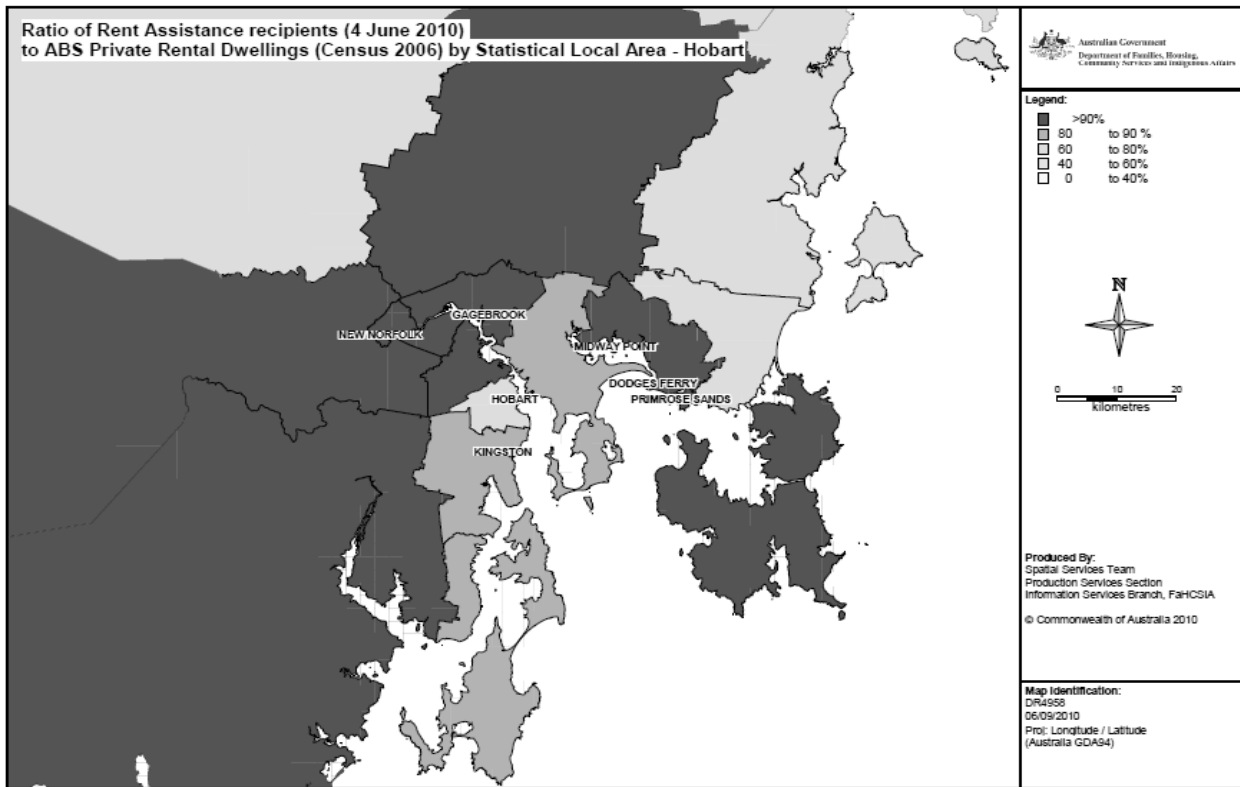 Ratio of Rent Assistance recipients (4 June 2010)
to ABS Private Rental Dwellings (Census 2006) by Statistical Local Area - Hobart
Australian Government
Department of Families, Housing,
Community Services and Indigenous Affairs
Legend:
>90%
80 to 90 %
60 to 80%
40 to 60%
0 to 40%
N
0 10 20
kilometres
GAGEBROOK
NEW NORFOLK
MIDWAY POINT
DODGES FERRY
HOBART
PRIMROSE SANDS
KINGSTON
Produced By:
Spatial Services Team
Production Services Section
Information Services Branch, FaHCSIA
© Commonwealth of Australia 2010
Map Identification:
DR4958
06/09/2010
Proj: Longitude / Latitude
(Australia GDA94)